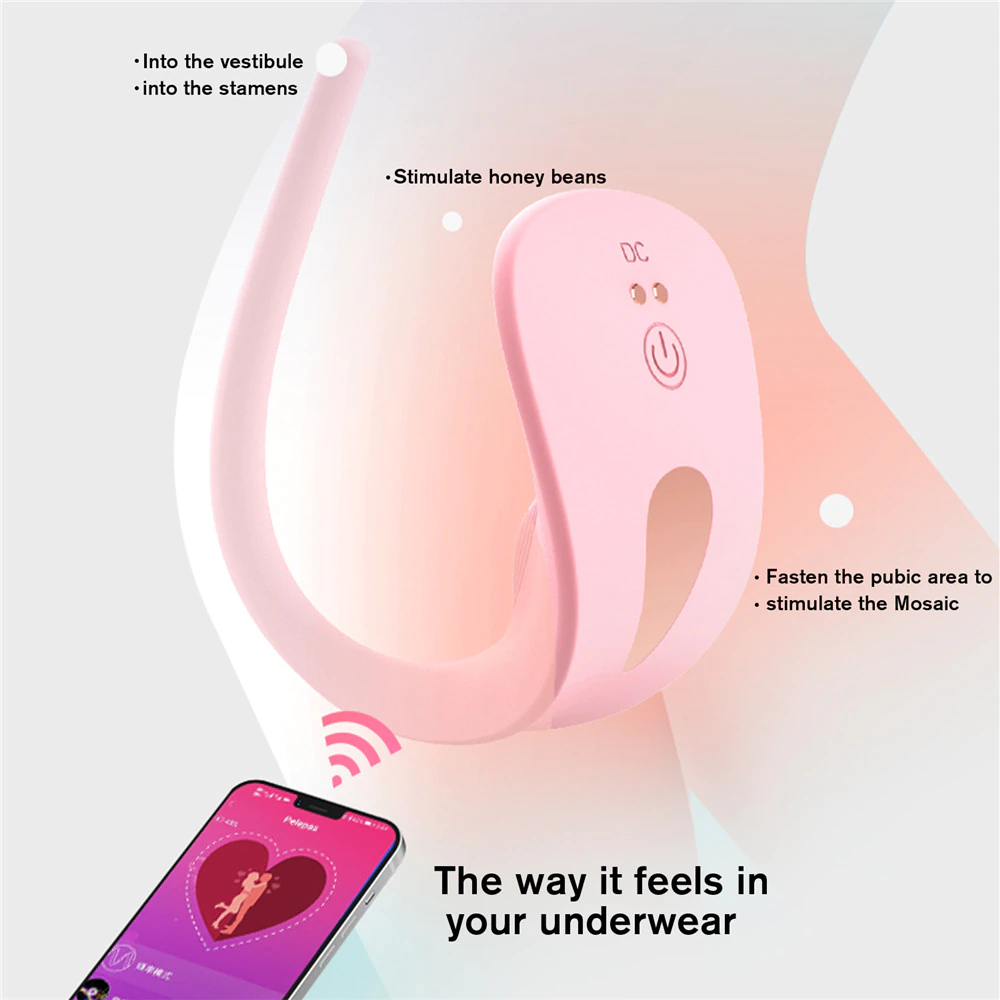 ·Into the vestibule
·into the stamens
·Stimulate honey beans
DC
· Fasten the pubic area to
· stimulate the Mosaic
The way it feels in
your underwear